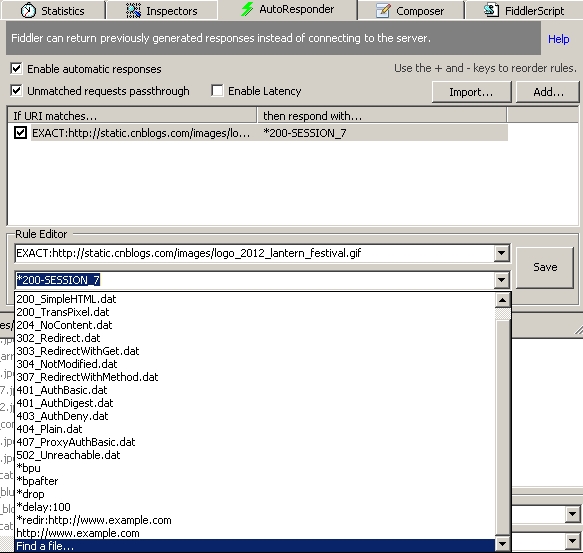 Statistics Inspectors AutoResponder Composer FiddlerScript
Fiddler can return previously generated responses instead of connecting to the server. Help
Enable automatic responses Use the + and - keys to reorder rules.
Unmatched requests passthrough Enable Latency Import... Add...
If URI matches... then respond with...
EXACT:http://static.cnblogs.com/images/lo... *200-SESSION_7
Rule Editor
EXACT:http://static.cnblogs.com/images/logo_2012_lantern_festival.gif
Save
*200-SESSION_7
200_SimpleHTML.dat
200_TransPixel.dat
204_NoContent.dat
302_Redirect.dat
303_RedirectWithGet.dat
304_NotModified.dat
307_RedirectWithMethod.dat
401_AuthBasic.dat
401_AuthDigest.dat
403_AuthDeny.dat
404_Plain.dat
407_ProxyAuthBasic.dat
502_Unreachable.dat
*bpu
*bpafter
*drop
*delay:100
*redir:http://www.example.com
http://www.example.com
Find a file...